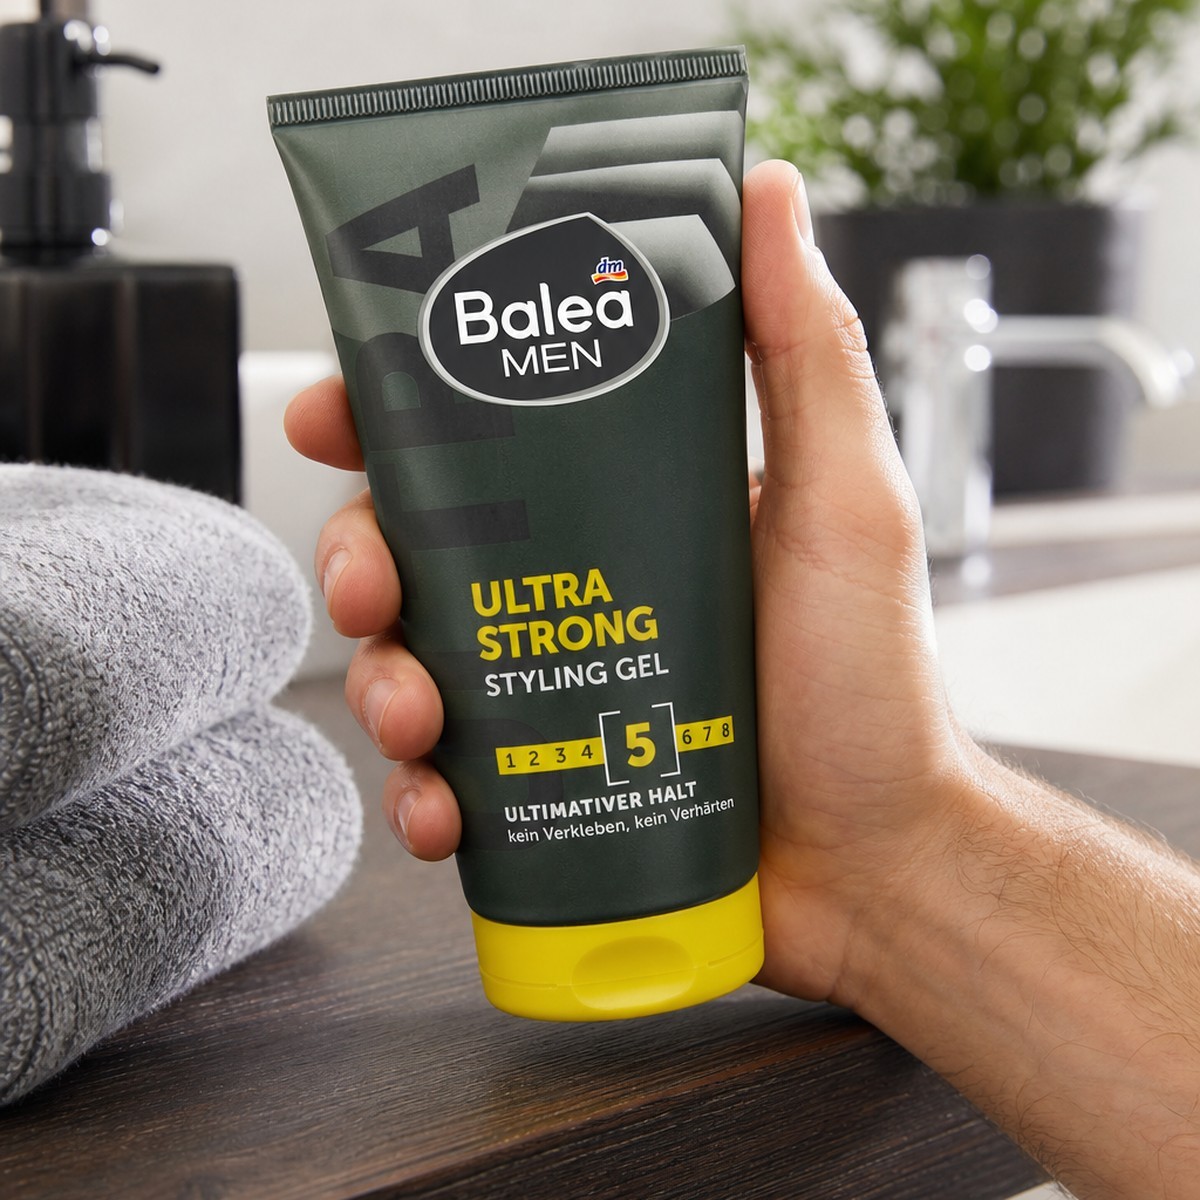 ULTRA
dm
Balea
MEN
ULTRA
STRONG
STYLING GEL
1 2 3 4 [5] 6 7 8
ULTIMATIVER HALT
kein Verkleben, kein Verhärten